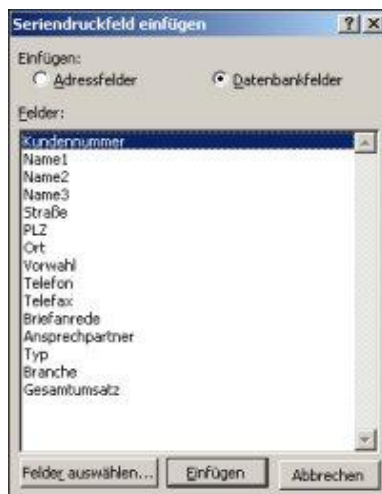 Seriendruckfeld einfügen
Einfügen:
Adressfelder Datenbankfelder
Felder:
Kundennummer
Name1
Name2
Name3
Straße
PLZ
Ort
Vorwahl
Telefon
Telefax
Briefanrede
Ansprechpartner
Typ
Branche
Gesamtumsatz
Felder auswählen... Einfügen Abbrechen